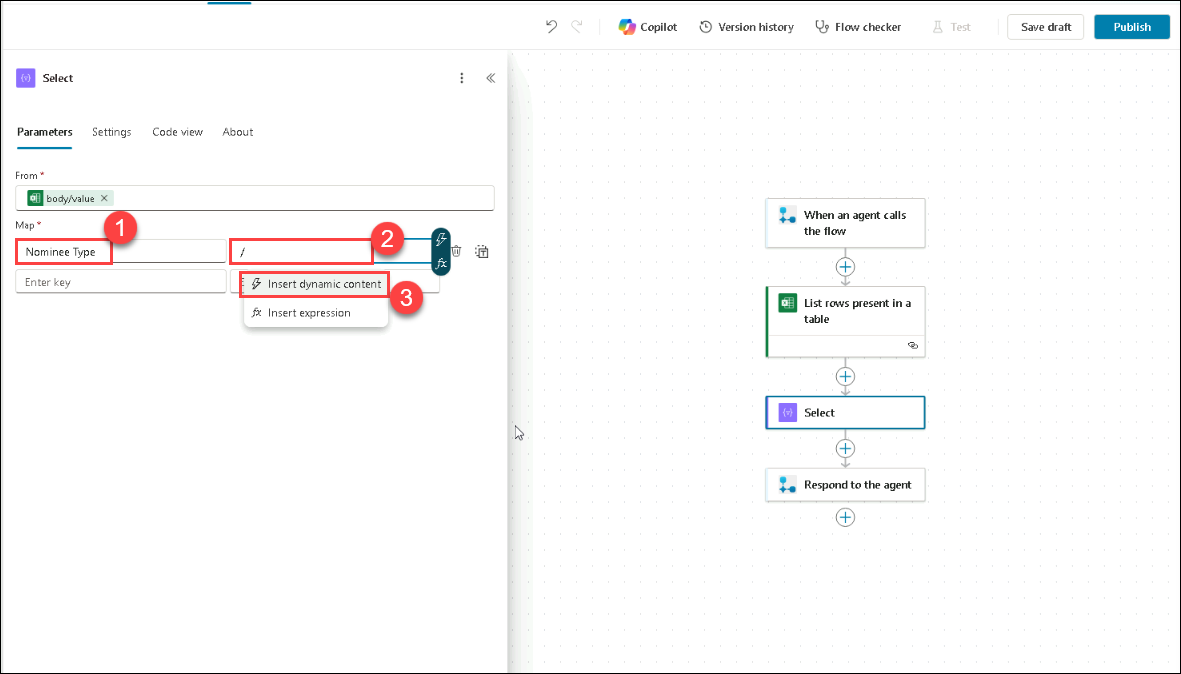 Copilot
Version history
Flow checker
Test
Save draft
Publish
Select
Parameters
Settings
Code view
About
From *
body/value
Map *
1
Nominee Type
/
2
fx
Enter key
Insert dynamic content
3
fx Insert expression
When an agent calls
the flow
List rows present in a
table
Select
Respond to the agent